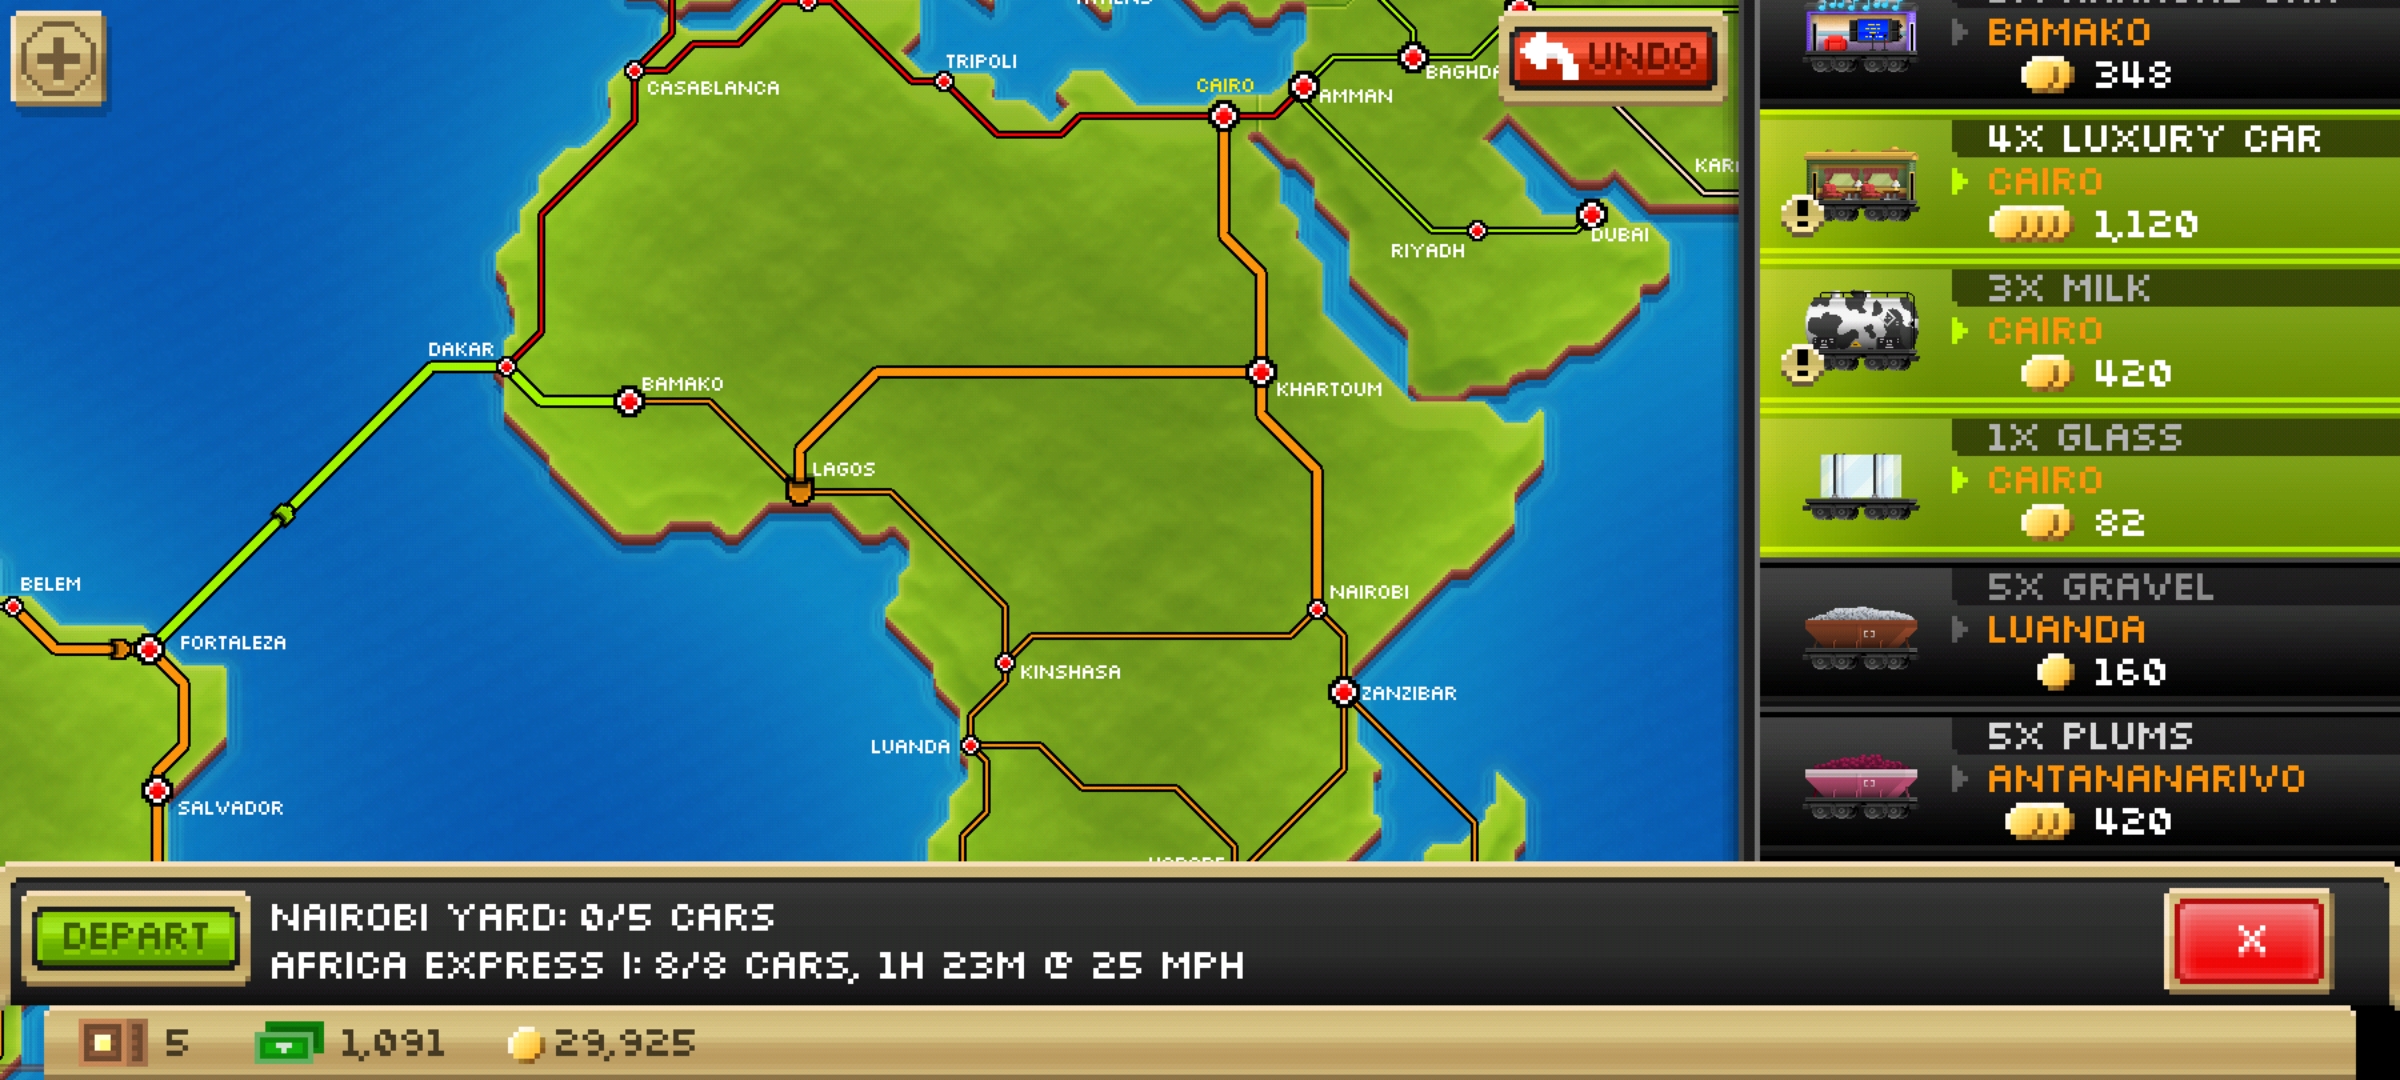 UNDO
BAMAKO
348
4X LUXURY CAR
CAIRO
1,120
3X MILK
CAIRO
420
1X GLASS
CAIRO
82
5X GRAVEL
LUANDA
160
5X PLUMS
ANTANANARIVO
420
CASABLANCA
TRIPOLI
CAIRO
AMMAN
RIYADH
DUBAI
DAKAR
BAMAKO
KHARTOUM
LAGOS
BELEM
FORTALEZA
NAIROBI
KINSHASA
ZANZIBAR
LUANDA
SALVADOR
DEPART
NAIROBI YARD: 0/5 CARS
AFRICA EXPRESS I: 8/8 CARS, 1H 23M @ 25 MPH
X
5
1,091
29,925